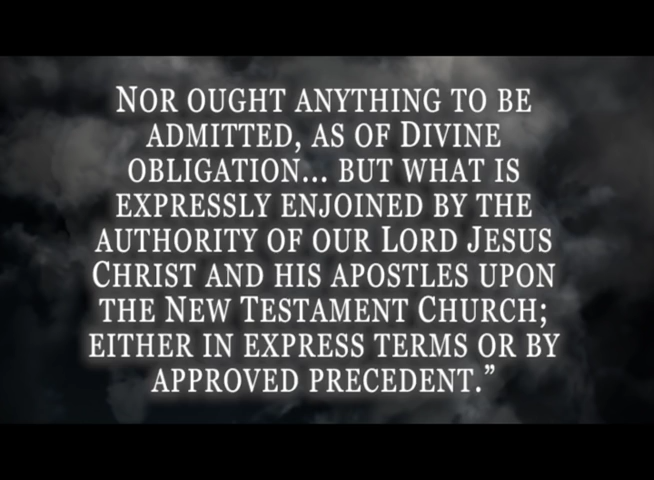 Nor ought anything to be
admitted, as of Divine
obligation... but what is
expressly enjoined by the
authority of our Lord Jesus
Christ and his apostles upon
the New Testament Church;
either in express terms or by
approved precedent.”